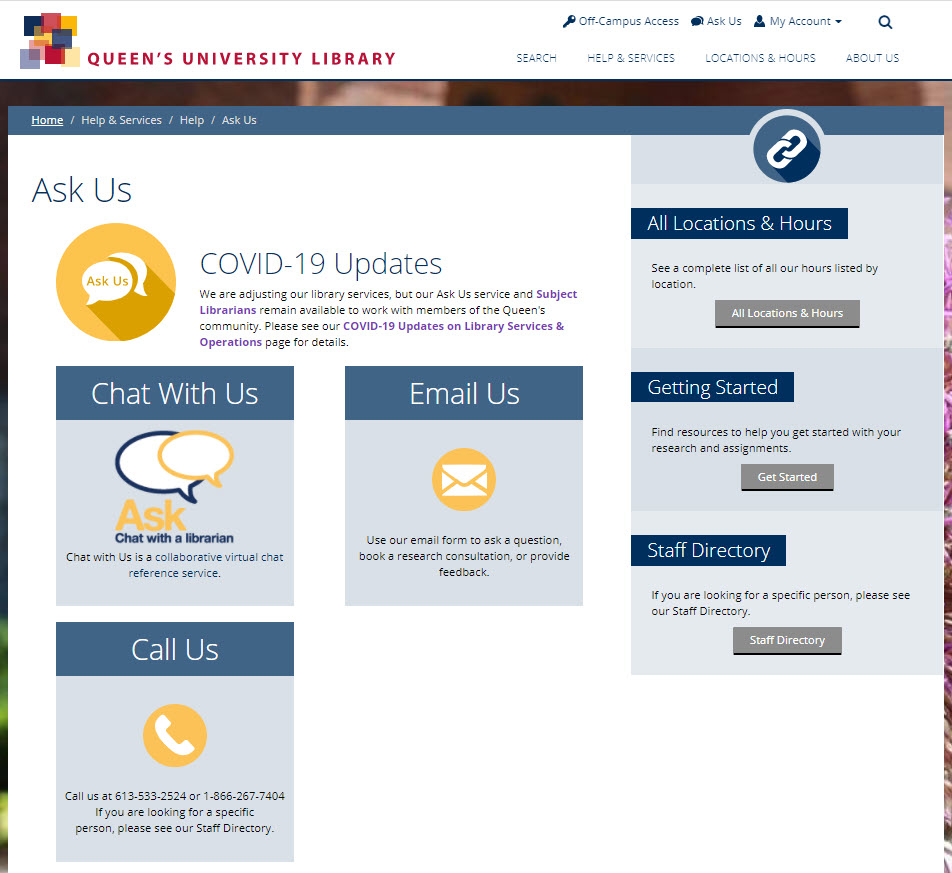 Off-Campus Access Ask Us My Account
QUEEN'S UNIVERSITY LIBRARY
SEARCH HELP & SERVICES LOCATIONS & HOURS ABOUT US
Home / Help & Services / Help / Ask Us
Ask Us
Ask Us
COVID-19 Updates
We are adjusting our library services, but our Ask Us service and Subject
Librarians remain available to work with members of the Queen's
community. Please see our COVID-19 Updates on Library Services &
Operations page for details.
Chat With Us
Ask
Chat with a librarian
Chat with Us is a collaborative virtual chat
reference service.
Email Us
Use our email form to ask a question,
book a research consultation, or provide
feedback.
Call Us
Call us at 613-533-2524 or 1-866-267-7404
If you are looking for a specific
person, please see our Staff Directory.
All Locations & Hours
See a complete list of all our hours listed by
location.
All Locations & Hours
Getting Started
Find resources to help you get started with your
research and assignments.
Get Started
Staff Directory
If you are looking for a specific person, please see
our Staff Directory.
Staff Directory